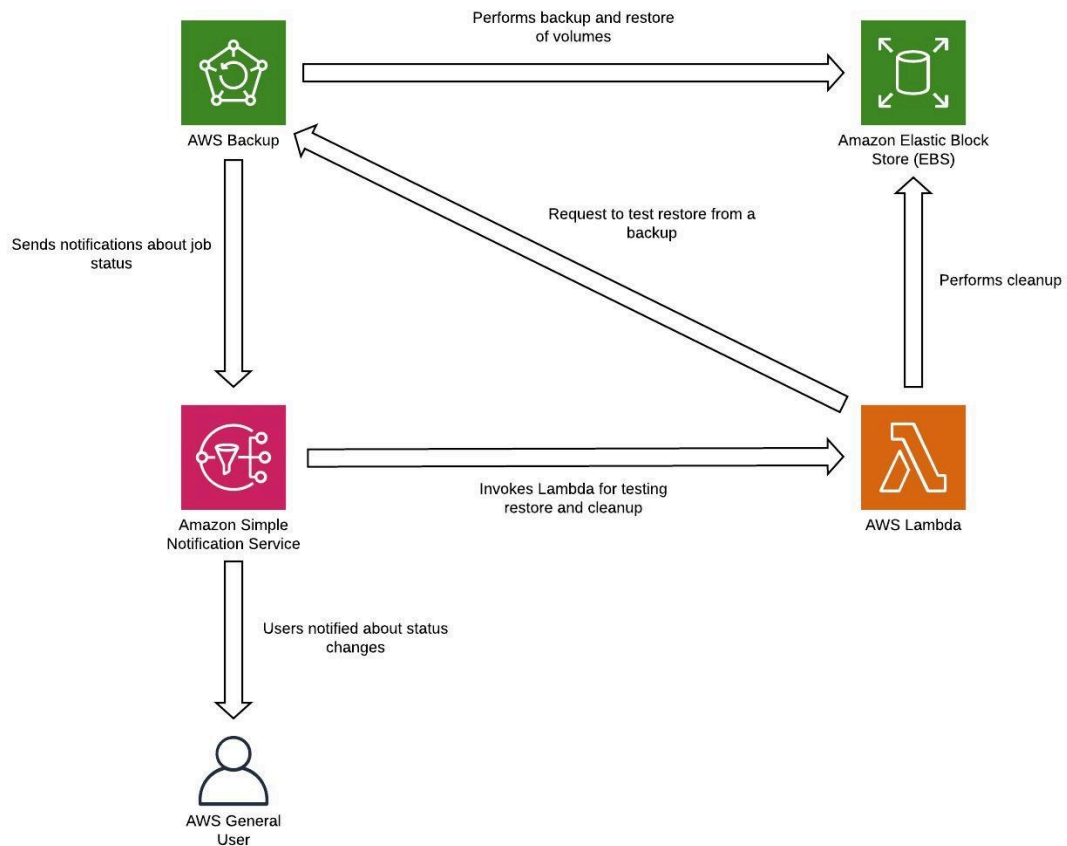 Performs backup and restore
of volumes
AWS Backup
Amazon Elastic Block
Store (EBS)
Request to test restore from a
backup
Sends notifications about job
status
Performs cleanup
Invokes Lambda for testing
restore and cleanup
Amazon Simple
Notification Service
AWS Lambda
Users notified about status
changes
AWS General
User